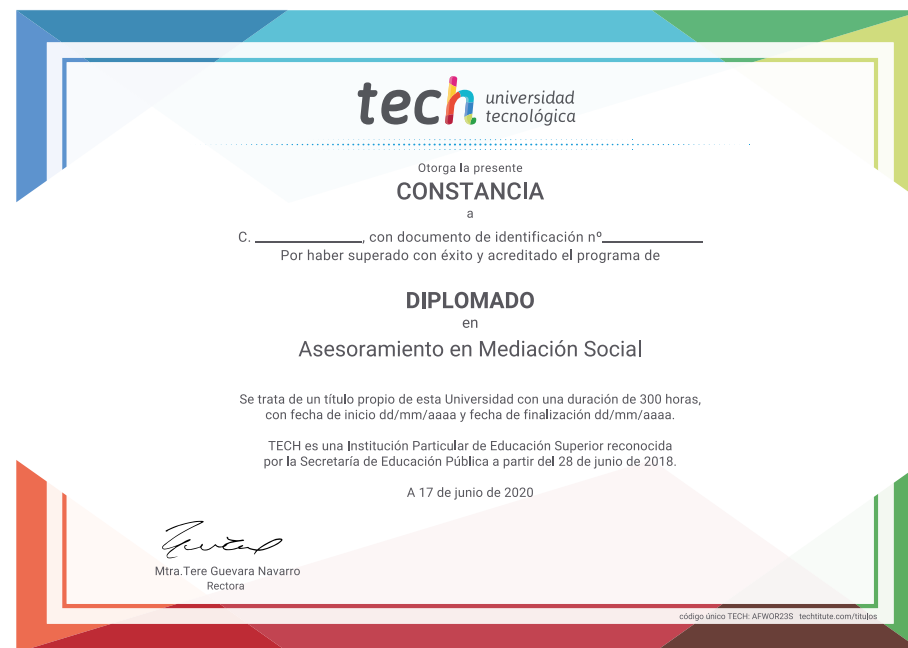 tech universidad
tecnológica
Otorga la presente
CONSTANCIA
a
C. ____________, con documento de identificación nº____________
Por haber superado con éxito y acreditado el programa de
DIPLOMADO
en
Asesoramiento en Mediación Social
Se trata de un título propio de esta Universidad con una duración de 300 horas,
con fecha de inicio dd/mm/aaaa y fecha de finalización dd/mm/aaaa.
TECH es una Institución Particular de Educación Superior reconocida
por la Secretaría de Educación Pública a partir del 28 de junio de 2018.
A 17 de junio de 2020
Mtra.Tere Guevara Navarro
Rectora
código único TECH: AFWOR23S techtitute.com/titulos